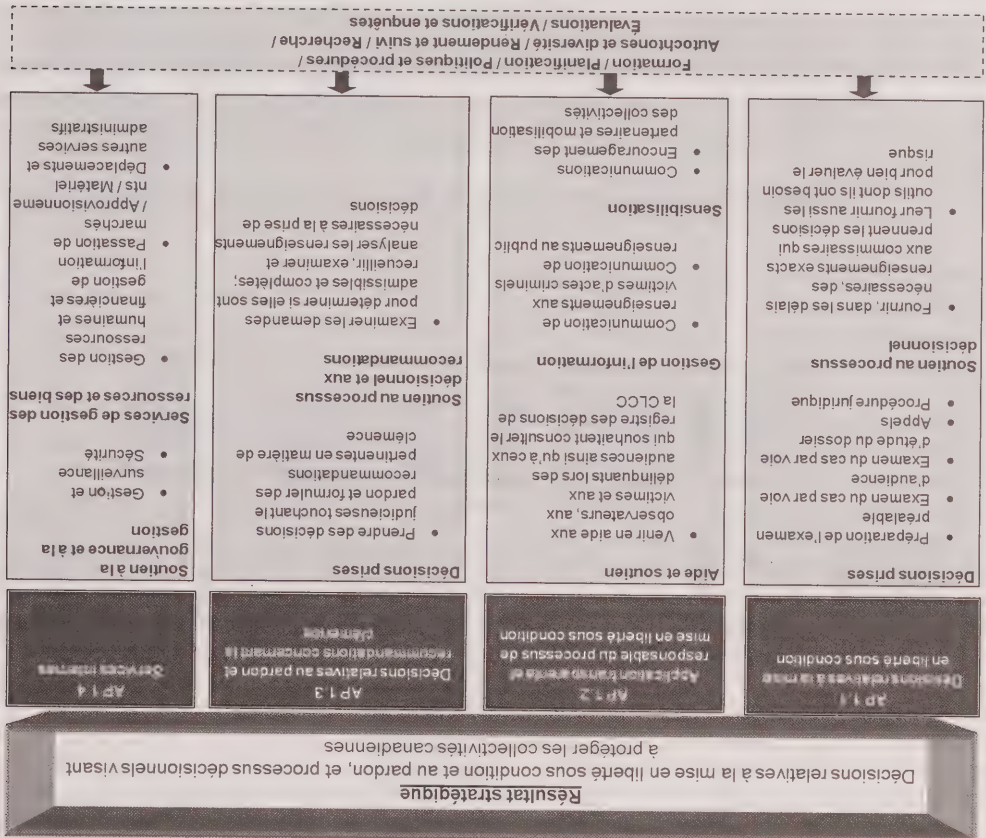 Résultat stratégique
Décisions relatives à la mise en liberté sous condition et au pardon, et processus décisionnels visant
à protéger les collectivités canadiennes
AP 1.1
Décisions relatives à la mise
en liberté sous condition
Décisions prises
• Préparation de l'examen
préalable
• Examen du cas par voie
d'audience
• Examen du cas par voie
d'étude du dossier
• Appels
• Procédure juridique
Soutien au processus
décisionnel
• Fournir, dans les délais
nécessaires, des
renseignements exacts
aux commissaires qui
prennent les décisions
• Leur fournir aussi les
outils dont ils ont besoin
pour bien évaluer le
risque
AP 1.2
Application transparente et
responsable du processus de
mise en liberté sous condition
Aide et soutien
• Venir en aide aux
observateurs, aux
victimes et aux
délinquants lors des
audiences ainsi qu'à ceux
qui souhaitent consulter le
registre des décisions de
la CLCC
Gestion de l'information
• Communication de
renseignements aux
victimes d'actes criminels
• Communication de
renseignements au public
Sensibilisation
• Communications
• Encouragement des
partenaires et mobilisation
des collectivités
AP 1.3
Décisions relatives au pardon et
recommandations concernant la
clémence
Décisions prises
• Prendre des décisions
judicieuses touchant le
pardon et formuler des
recommandations
pertinentes en matière de
clémence
Soutien au processus
décisionnel et aux
recommandations
• Examiner les demandes
pour déterminer si elles sont
admissibles et complètes;
recueillir, examiner et
analyser les renseignements
nécessaires à la prise de
décisions
AP 1.4
Services internes
Soutien à la
gouvernance et à la
gestion
• Gestion et
surveillance
• Sécurité
Services de gestion des
ressources et des biens
• Gestion des
ressources
humaines et
financières et
gestion de
l'information
• Passation de
marchés
/ Approvisionneme
nts / Matériel
• Déplacements et
autres services
administratifs
Formation / Planification / Politiques et procédures /
Autochtones et diversité / Rendement et suivi / Recherche /
Évaluations / Vérifications et enquêtes